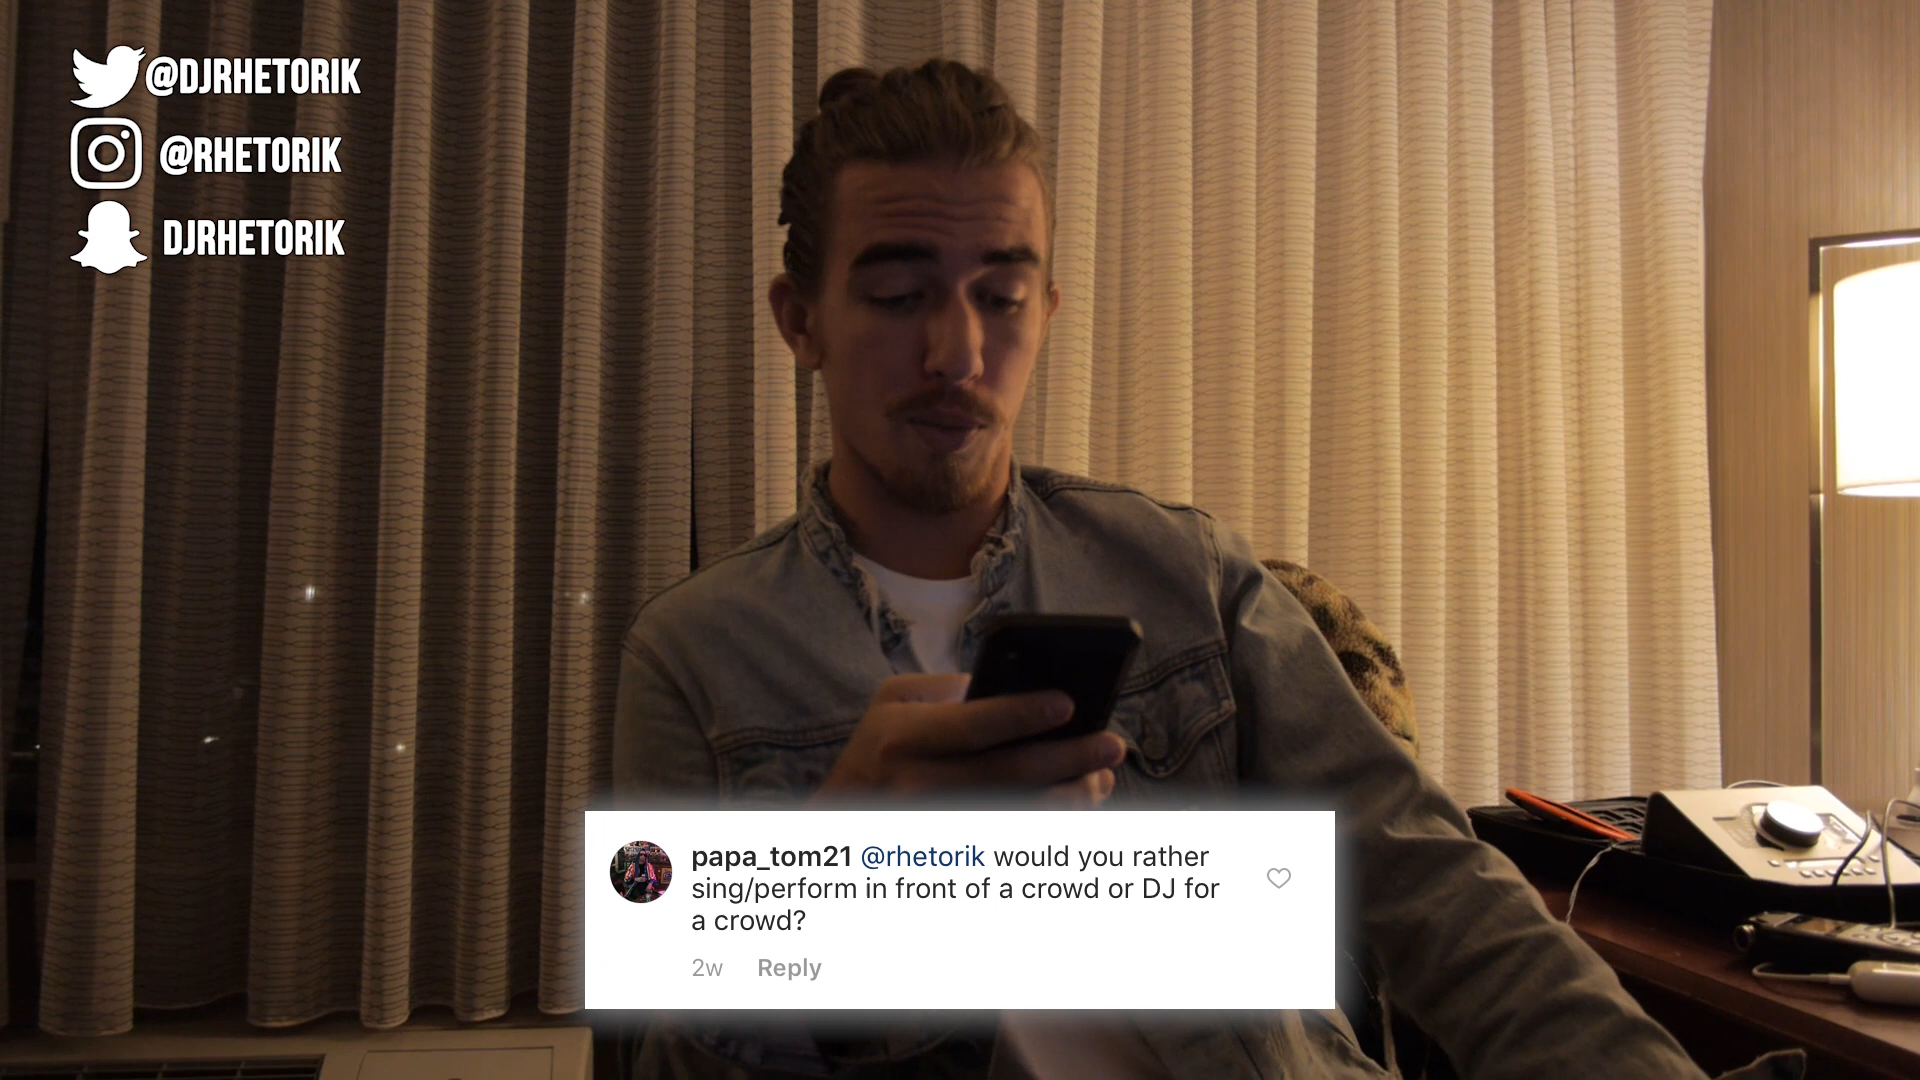 @DJRHETORIK
@RHETORIK
DJRHETORIK
papa_tom21 @rhetorik would you rather
sing/perform in front of a crowd or DJ for
a crowd?
2w Reply